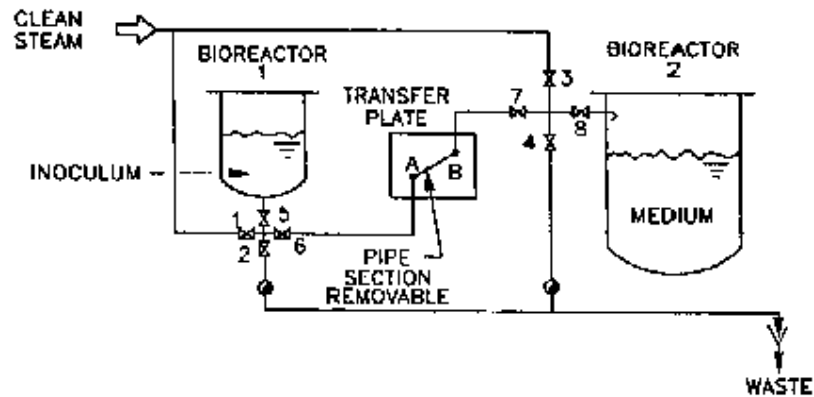 CLEAN
STEAM
BIOREACTOR
1
BIOREACTOR
2
3
TRANSFER
PLATE
7
8
4
A
B
INOCULUM
MEDIUM
1
5
2
6
PIPE
SECTION
REMOVABLE
WASTE